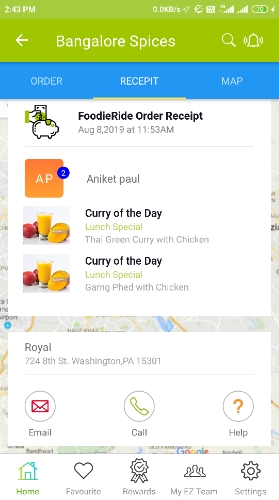 2:43 PM 0.0KB/s
Bangalore Spices
ORDER RECEPIT MAP
FoodieRide Order Receipt
Aug 8,2019 at 11:53AM
AP 2 Aniket paul
Curry of the Day
Lunch Special
Thai Green Curry with Chicken
Curry of the Day
Lunch Special
Garng Phed with Chicken
Royal
724 8th St. Washington,PA 15301
Email Call Help
Google
Home Favourite Rewards My EZ Team Settings